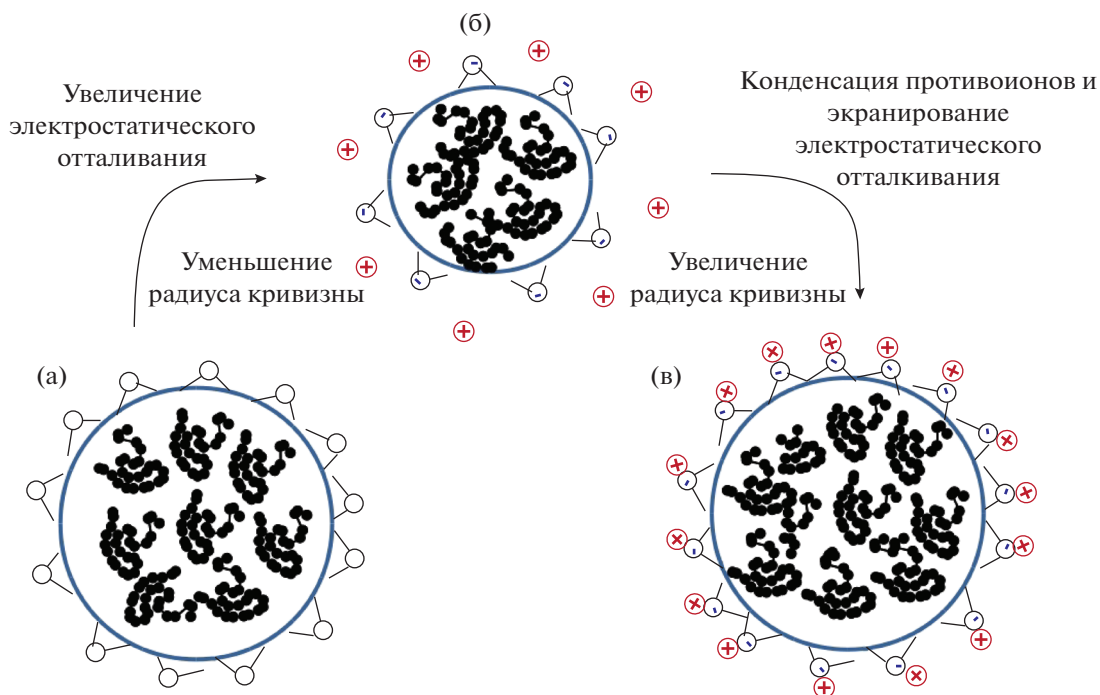 (б)
Увеличение
электростатического
отталивания
Конденсация противоионов и
экранирование
электростатического
отталкивания
Уменьшение
радиуса кривизны
Увеличение
радиуса кривизны
(а)
(в)